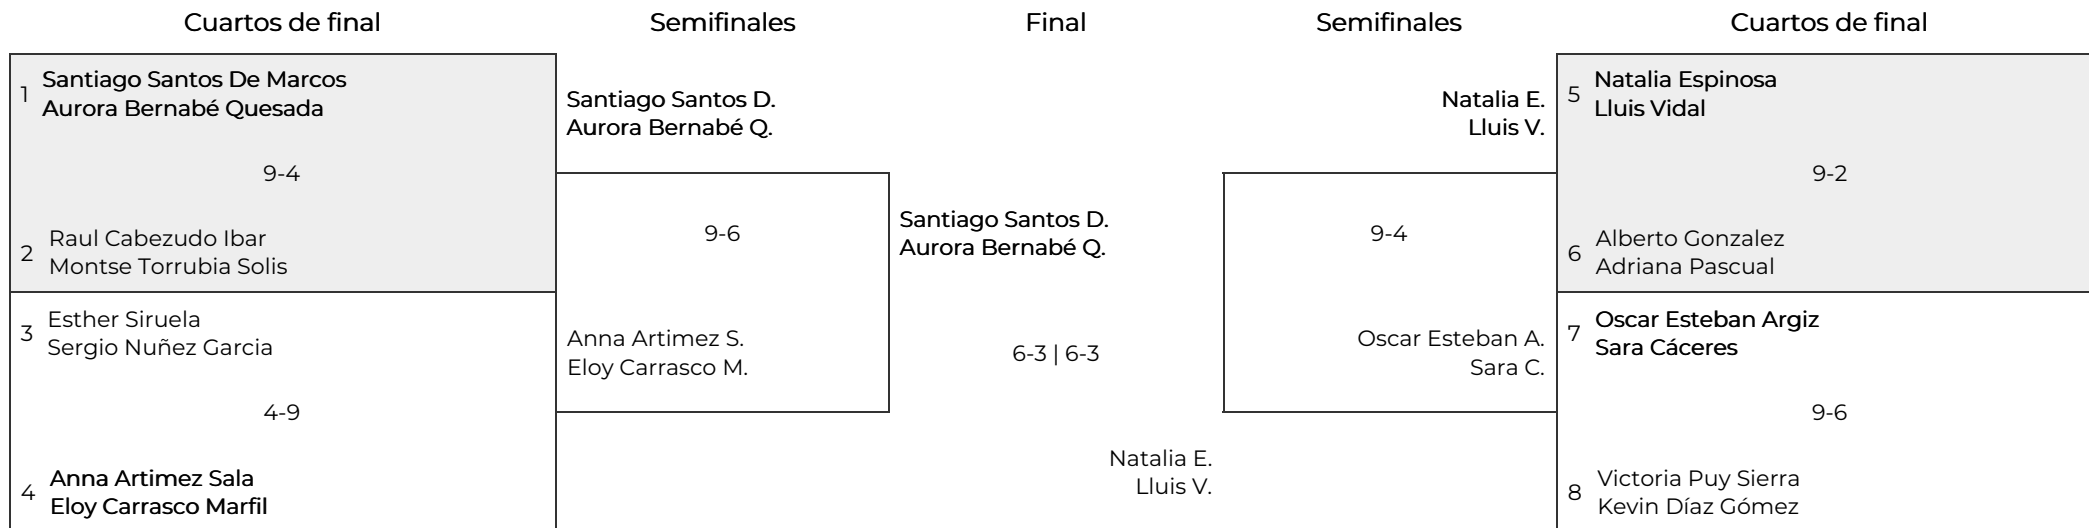 Cuartos de final
Semifinales
Final
Semifinales
Cuartos de final
1
Santiago Santos De Marcos
Aurora Bernabé Quesada
9-4
2
Raul Cabezudo Ibar
Montse Torrubia Solis
3
Esther Siruela
Sergio Nuñez Garcia
4-9
4
Anna Artimez Sala
Eloy Carrasco Marfil
Santiago Santos D.
Aurora Bernabé Q.
9-6
Anna Artimez S.
Eloy Carrasco M.
Santiago Santos D.
Aurora Bernabé Q.
6-3 | 6-3
Natalia E.
Lluis V.
Natalia E.
Lluis V.
9-4
Oscar Esteban A.
Sara C.
5
Natalia Espinosa
Lluis Vidal
9-2
6
Alberto Gonzalez
Adriana Pascual
7
Oscar Esteban Argiz
Sara Cáceres
9-6
8
Victoria Puy Sierra
Kevin Díaz Gómez